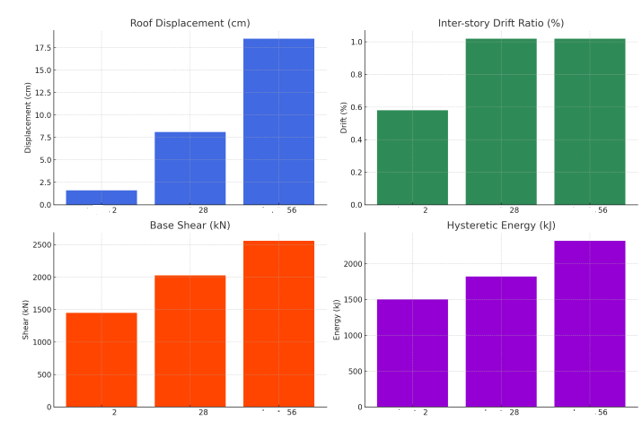 Roof Displacement (cm)
Displacement (cm)
17.5
15.0
12.5
10.0
7.5
5.0
2.5
0.0
2 28 56
Inter-story Drift Ratio (%)
Drift (%)
1.0
0.8
0.6
0.4
0.2
0.0
2 28 56
Base Shear (kN)
Shear (kN)
2500
2000
1500
1000
500
0
2 28 56
Hysteretic Energy (kJ)
Energy (kJ)
2000
1500
1000
500
0
2 28 56